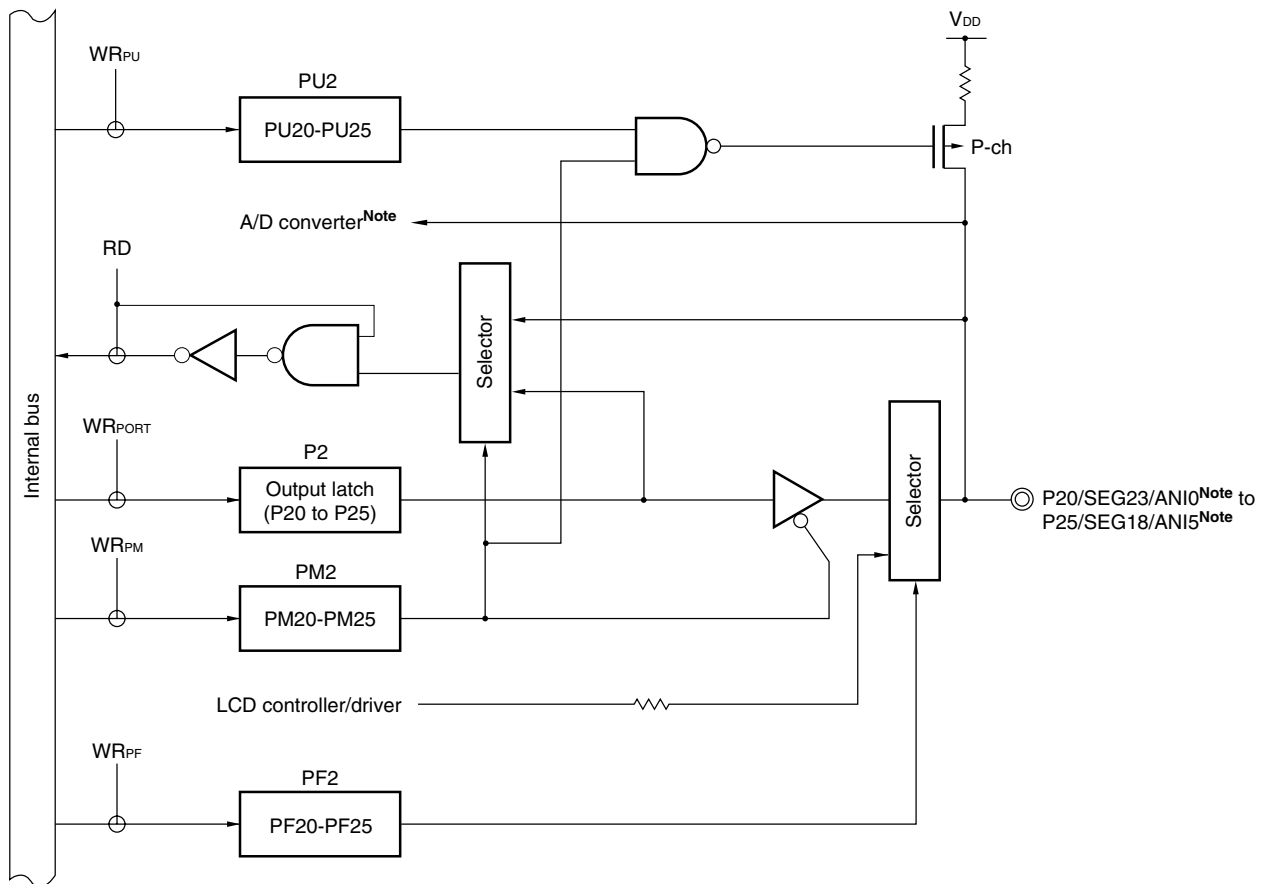 VDD
WRPU
PU2
PU20-PU25
P-ch
A/D converterNote
RD
Selector
Internal bus
WRPORT
P2
Output latch
(P20 to P25)
Selector
P20/SEG23/ANI0Note to
P25/SEG18/ANI5Note
WRPM
PM2
PM20-PM25
LCD controller/driver
WRPF
PF2
PF20-PF25